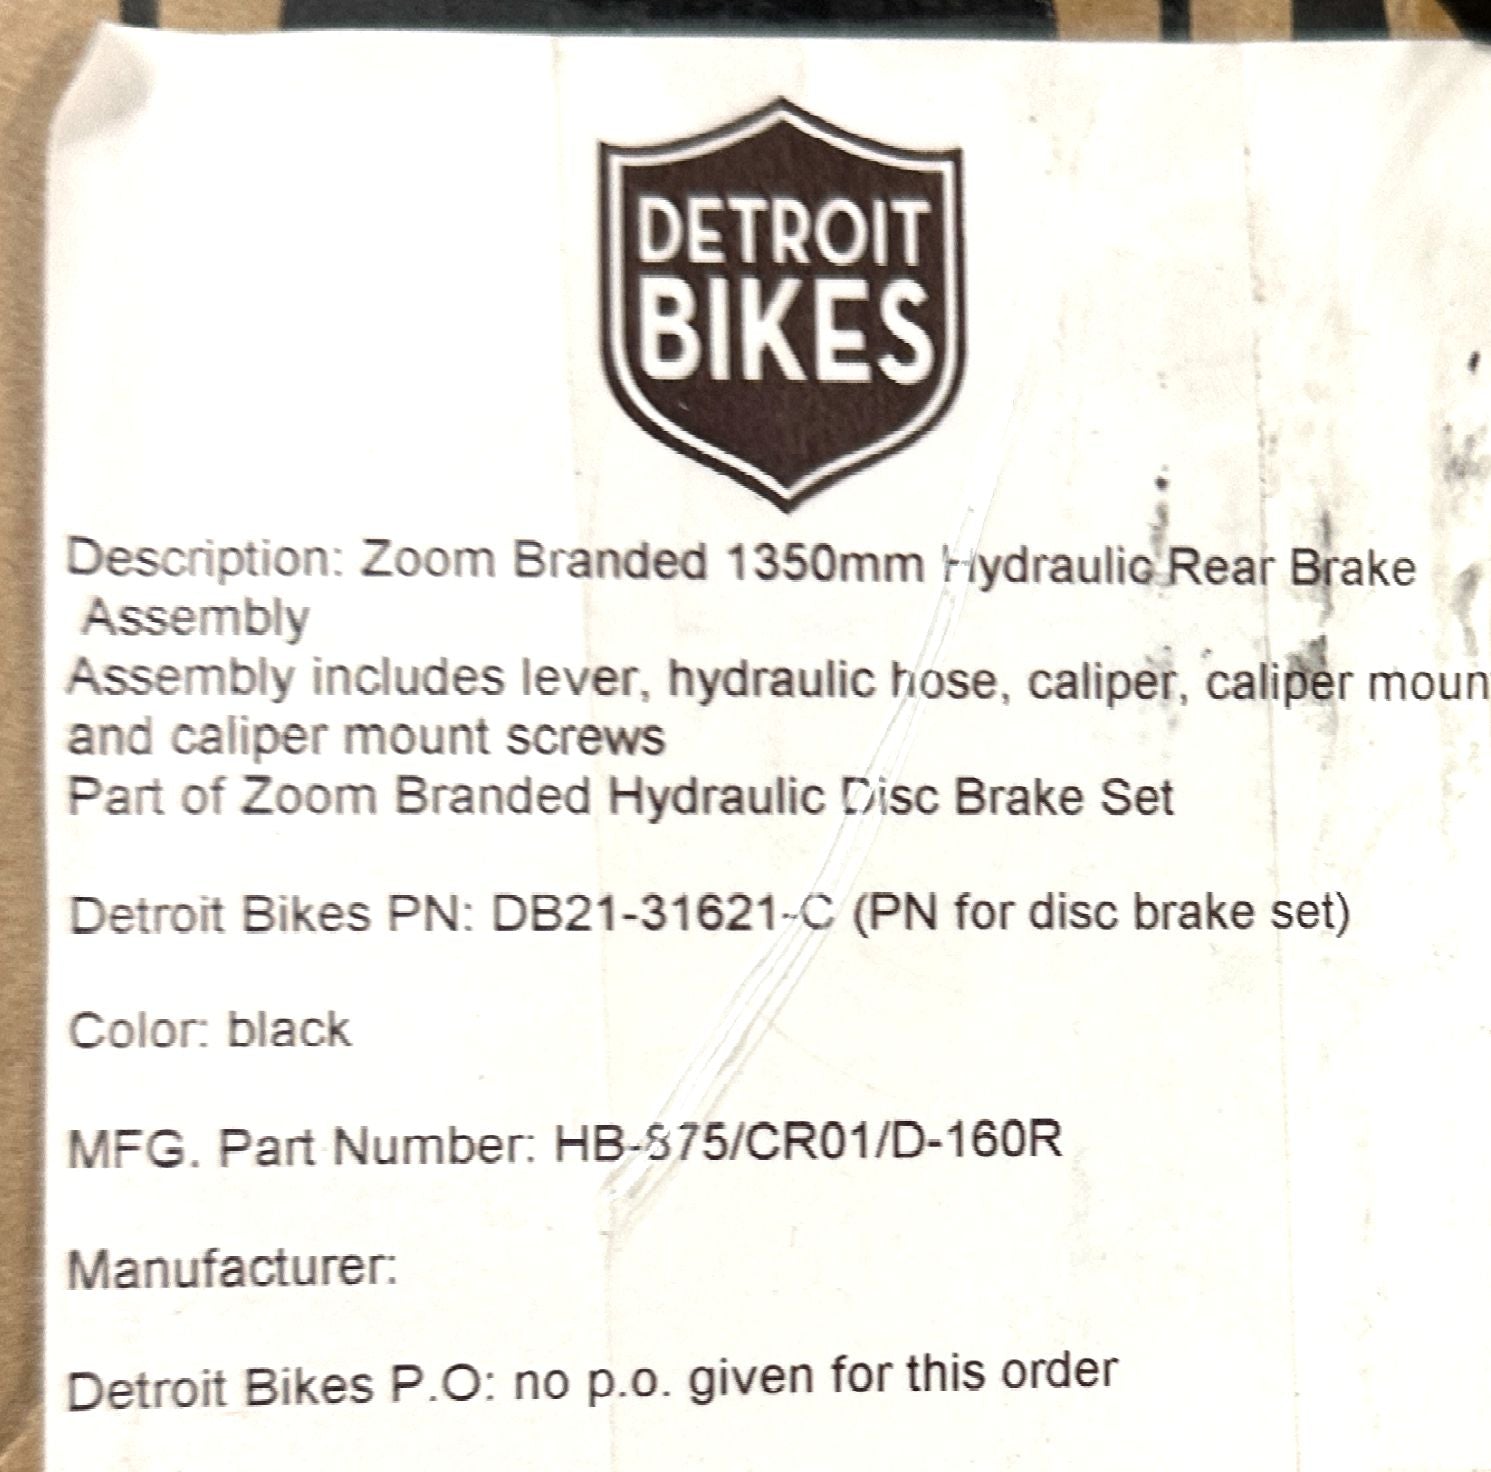 DETROIT
BIKES
Description: Zoom Branded 1350mm Hydraulic Rear Brake
Assembly
Assembly includes lever, hydraulic hose, caliper, caliper moun
and caliper mount screws
Part of Zoom Branded Hydraulic Disc Brake Set
Detroit Bikes PN: DB21-31621-C (PN for disc brake set)
Color: black
MFG. Part Number: HB-875/CR01/D-160R
Manufacturer:
Detroit Bikes P.O: no p.o. given for this order